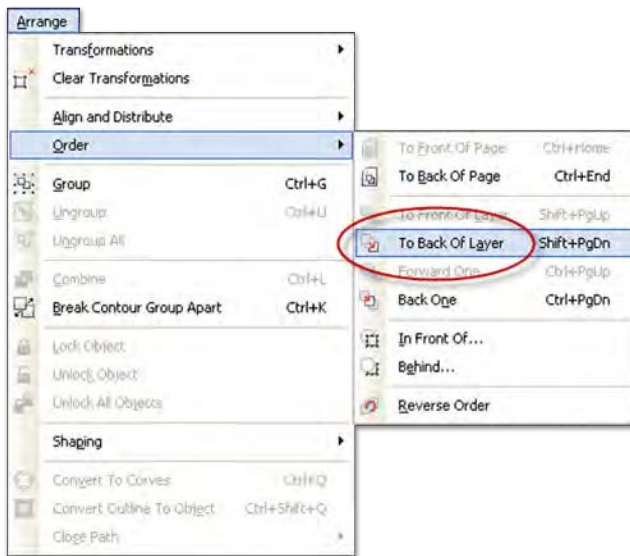 Arrange
Transformations
Clear Transformations
Align and Distribute
Order
Group Ctrl+G
Ungroup Ctrl+U
Ungroup All
Combine Ctrl+L
Break Contour Group Apart Ctrl+K
Lock Object
Unlock Object
Unlock All Objects
Shaping
Convert To Curves Ctrl+Q
Convert Outline To Object Ctrl+Shift+Q
Close Path
To Front Of Page Ctrl+Home
To Back Of Page Ctrl+End
To Front Of Layer Shift+PgUp
To Back Of Layer Shift+PgDn
Forward One Ctrl+PgUp
Back One Ctrl+PgDn
In Front Of...
Behind...
Reverse Order